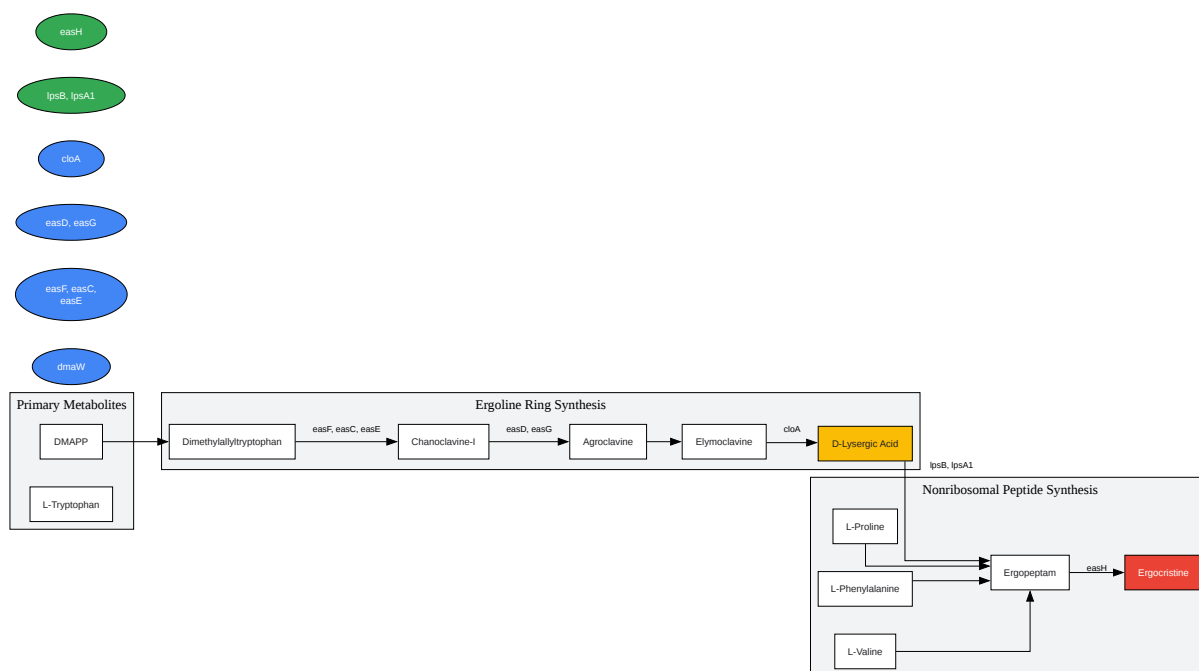 easH
lpsB, lpsA1
cloA
easD, easG
easF, easC,
easE
dmaW
Primary Metabolites
DMAPP
L-Tryptophan
Ergoline Ring Synthesis
Dimethylallyltryptophan
easF, easC, easE
Chanoclavine-I
easD, easG
Agroclavine
Elymoclavine
cloA
D-Lysergic Acid
lpsB, lpsA1
Nonribosomal Peptide Synthesis
L-Proline
L-Phenylalanine
L-Valine
Ergopeptam
easH
Ergocristine